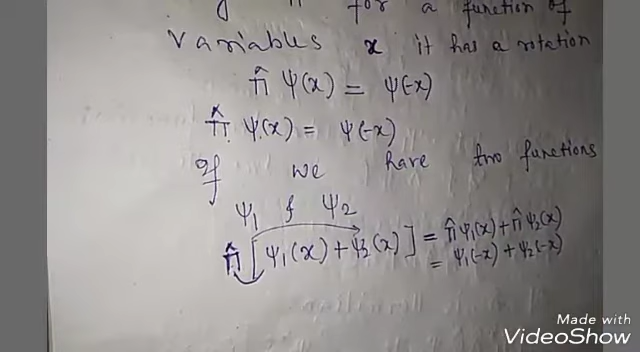 for a function of
variables x it has a rotation
π̂ ψ(x) = ψ(-x)
π̂ ψ(x) = ψ(-x)
If we have two functions
ψ₁ & ψ₂
π̂ [ψ₁(x) + ψ₂(x)] = π̂ψ₁(x) + π̂ψ₂(x)
= ψ₁(-x) + ψ₂(-x)
Made with
VideoShow